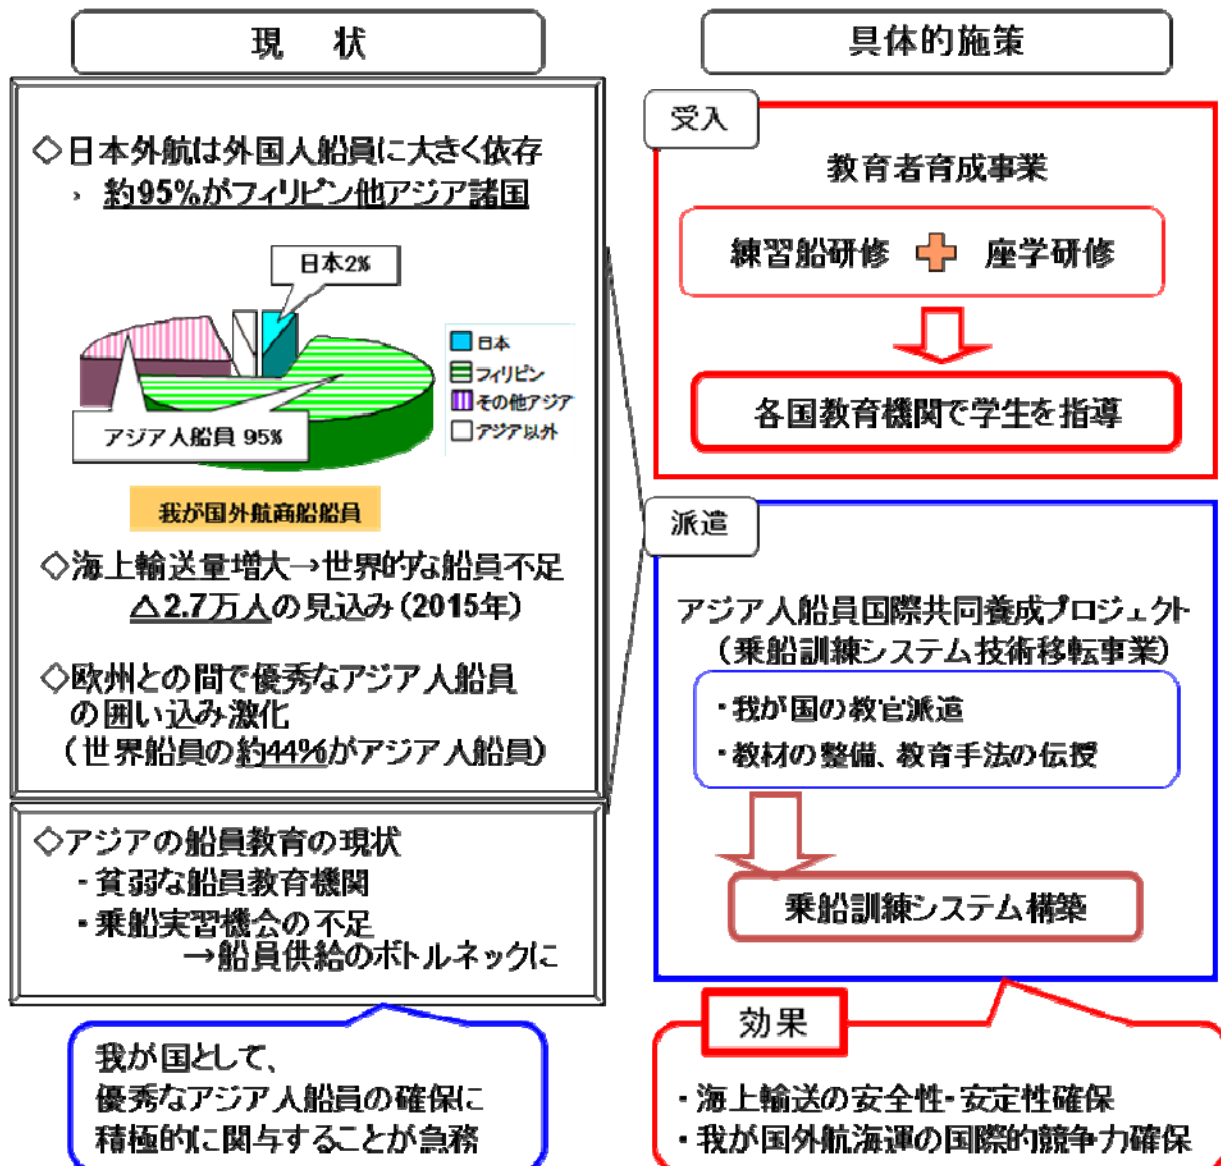 現 状
◇日本外航は外国人船員に大きく依存
約95%がフィリピン他アジア諸国
日本2%
日本
フィリピン
その他アジア
アジア以外
アジア人船員 95%
我が国外航商船船員
◇海上輸送量増大→世界的な船員不足
△2.7万人の見込み(2015年)
◇欧州との間で優秀なアジア人船員
の囲い込み激化
(世界船員の約44%がアジア人船員)
◇アジアの船員教育の現状
・貧弱な船員教育機関
・乗船実習機会の不足
→船員供給のボトルネックに
我が国として、
優秀なアジア人船員の確保に
積極的に関与することが急務
具体的施策
受入
教育者育成事業
練習船研修 座学研修
各国教育機関で学生を指導
派遣
アジア人船員国際共同養成プロジェクト
(乗船訓練システム技術移転事業)
・我が国の教官派遣
・教材の整備、教育手法の伝授
乗船訓練システム構築
効果
・海上輸送の安全性・安定性確保
・我が国外航海運の国際的競争力確保